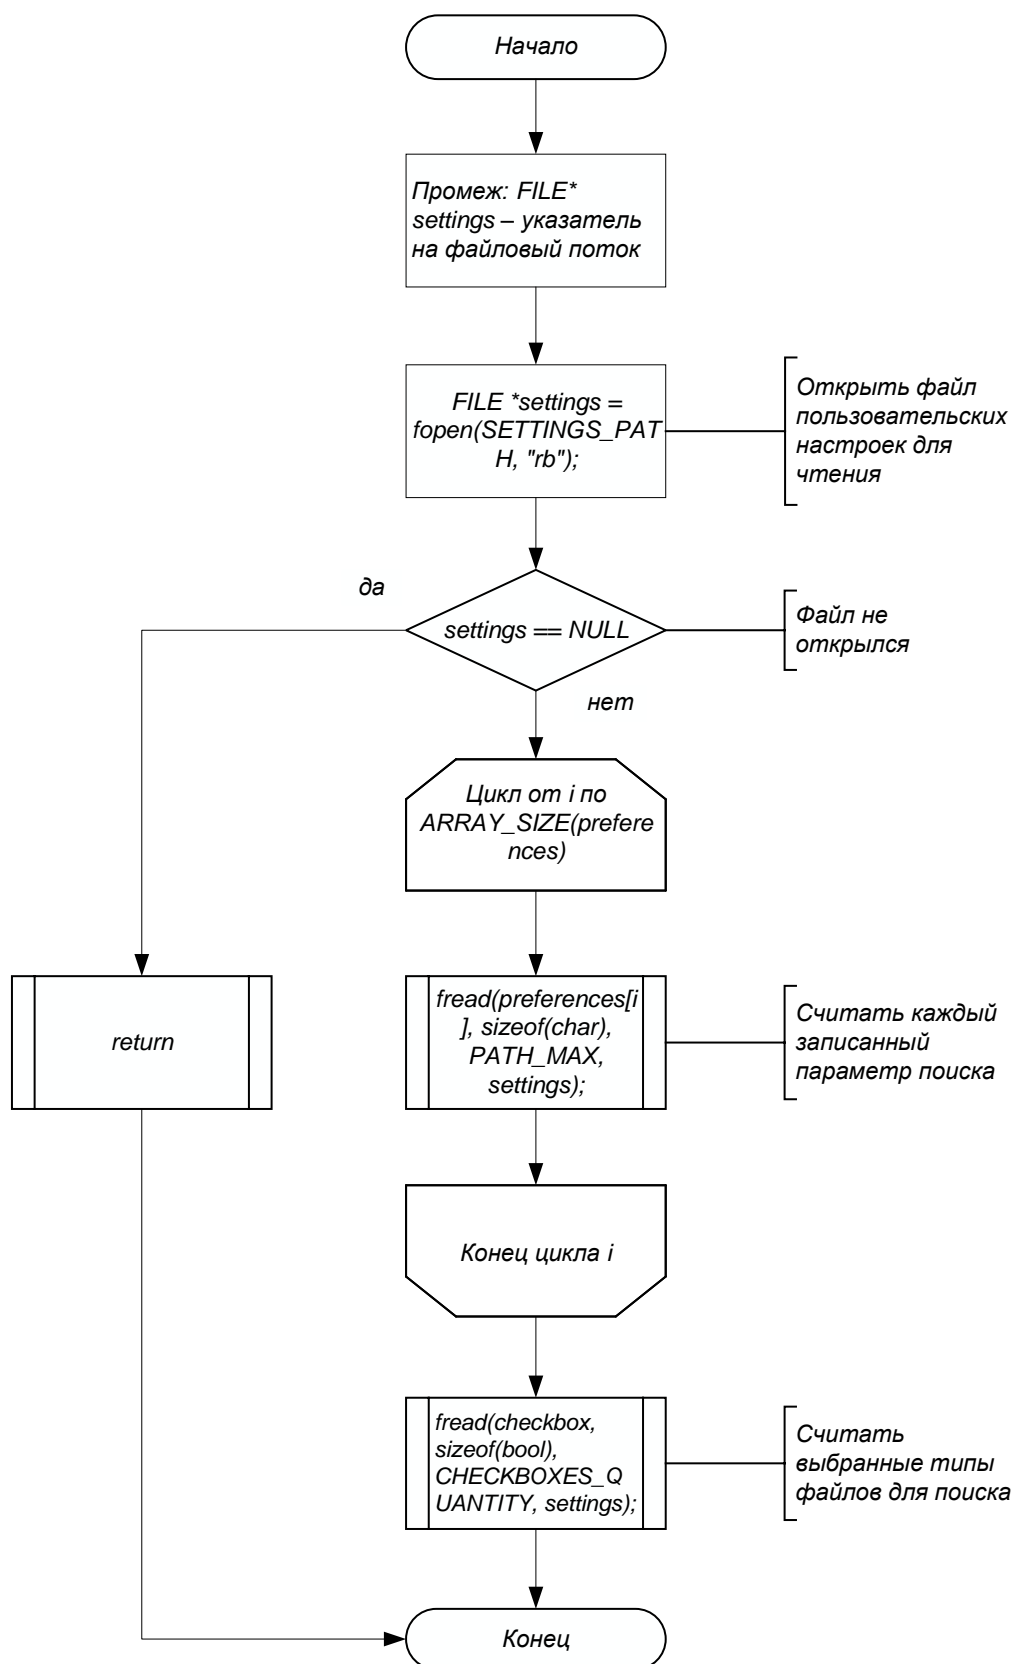 Начало
Промеж: FILE*
settings – указатель
на файловый поток
FILE *settings =
fopen(SETTINGS_PAT
H, "rb");
Открыть файл
пользовательских
настроек для
чтения
да
settings == NULL
Файл не
открылся
нет
Цикл от i по
ARRAY_SIZE(prefere
nces)
return
fread(preferences[i
], sizeof(char),
PATH_MAX,
settings);
Считать каждый
записанный
параметр поиска
Конец цикла i
fread(checkbox,
sizeof(bool),
CHECKBOXES_Q
UANTITY, settings);
Считать
выбранные типы
файлов для поиска
Конец